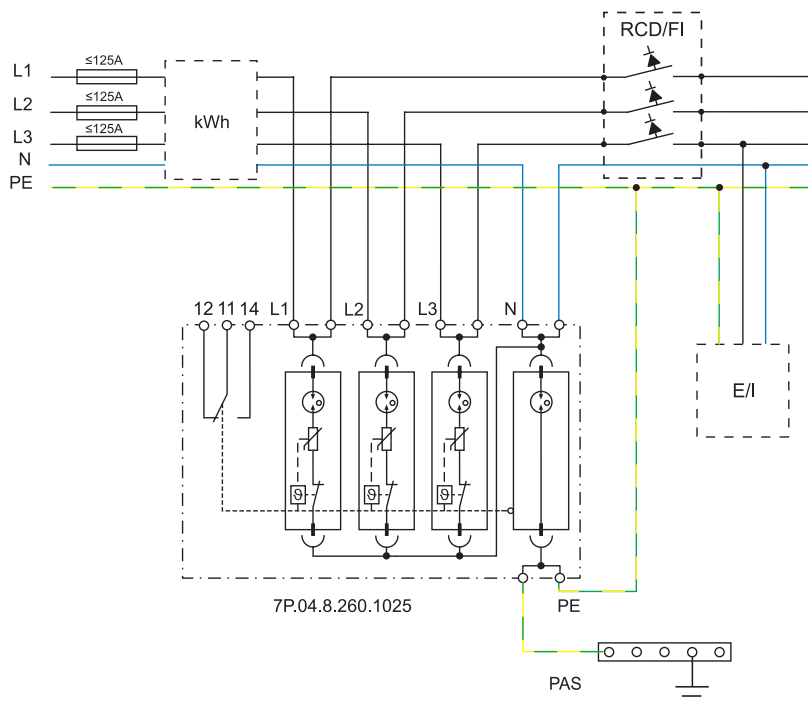 RCD/FI
≤125A
L1
≤125A
L2
kWh
≤125A
L3
N
PE
12 11 14 L1 L2 L3 N
E/I
ϑ ϑ ϑ
7P.04.8.260.1025 PE
PAS